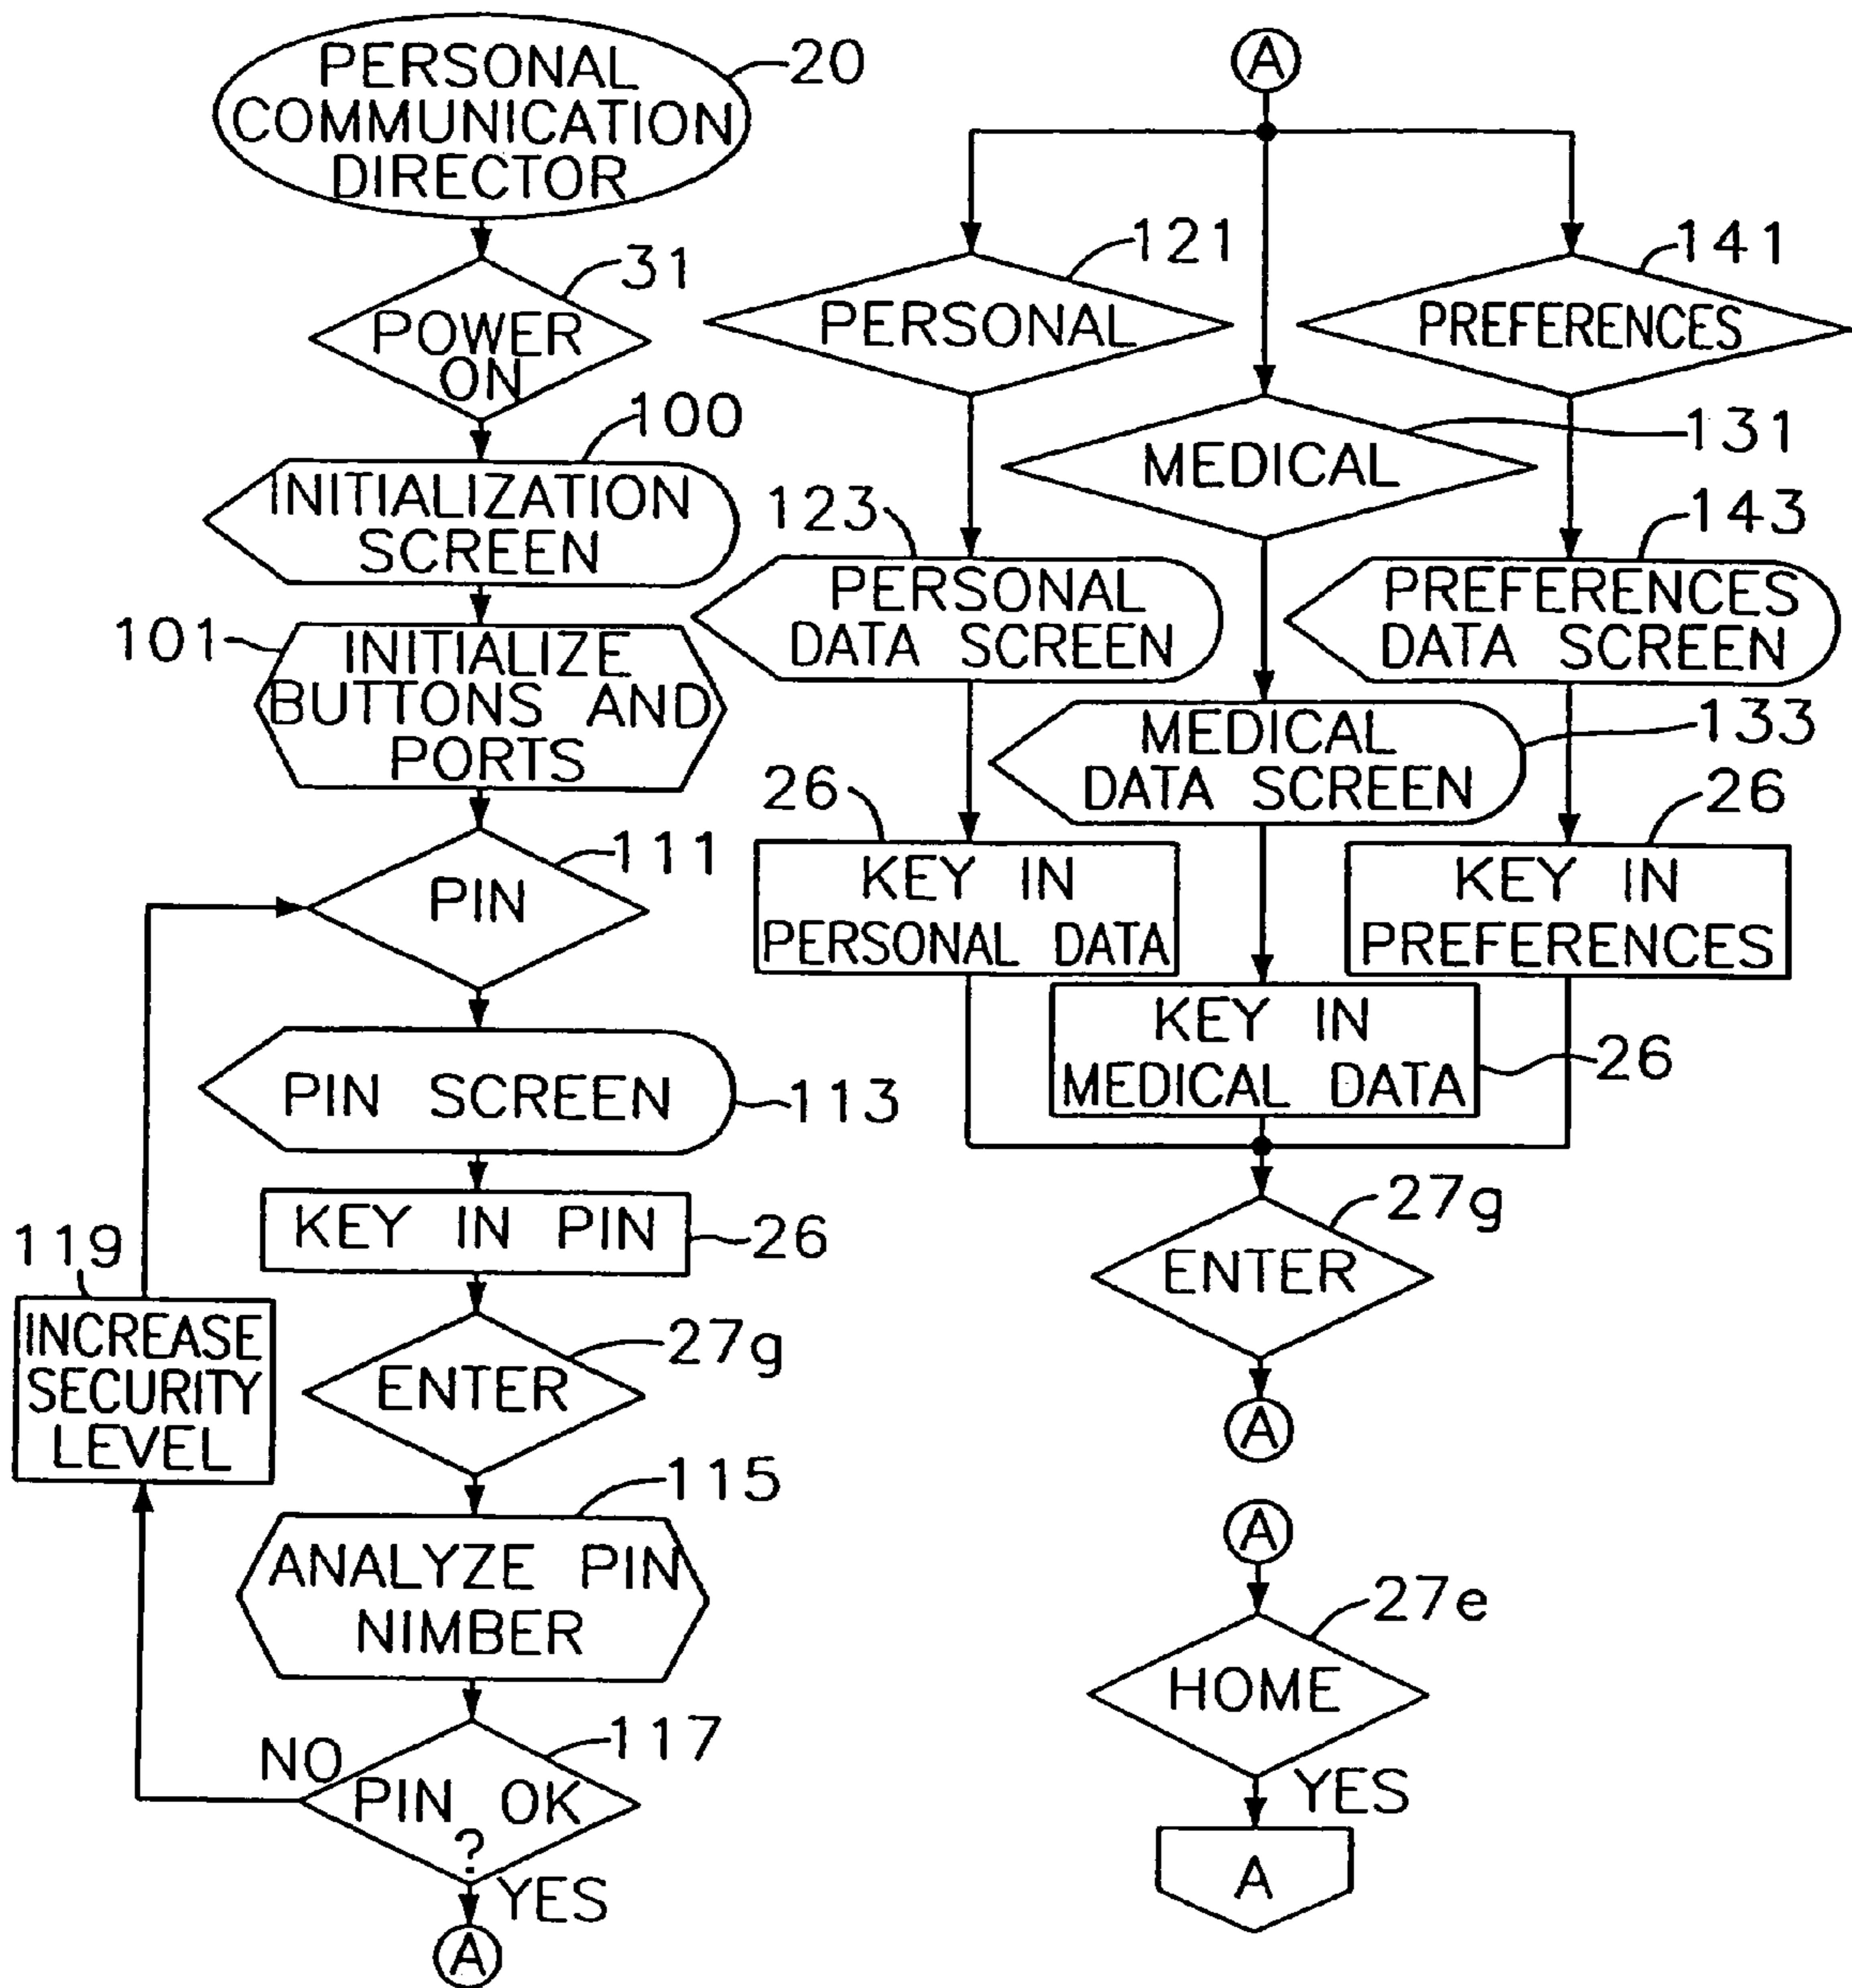 PERSONAL
COMMUNICATION
DIRECTOR
20
POWER
ON
31
INITIALIZATION
SCREEN
100
INITIALIZE
BUTTONS AND
PORTS
101
PIN
111
PIN SCREEN
113
KEY IN PIN
26
ENTER
27g
ANALYZE PIN
NIMBER
115
PIN OK
?
117
NO
YES
A
INCREASE
SECURITY
LEVEL
119
A
PERSONAL
121
MEDICAL
131
PREFERENCES
141
PERSONAL
DATA SCREEN
123
MEDICAL
DATA SCREEN
133
PREFERENCES
DATA SCREEN
143
KEY IN
PERSONAL DATA
26
KEY IN
MEDICAL DATA
26
KEY IN
PREFERENCES
26
ENTER
27g
A
A
HOME
27e
YES
A